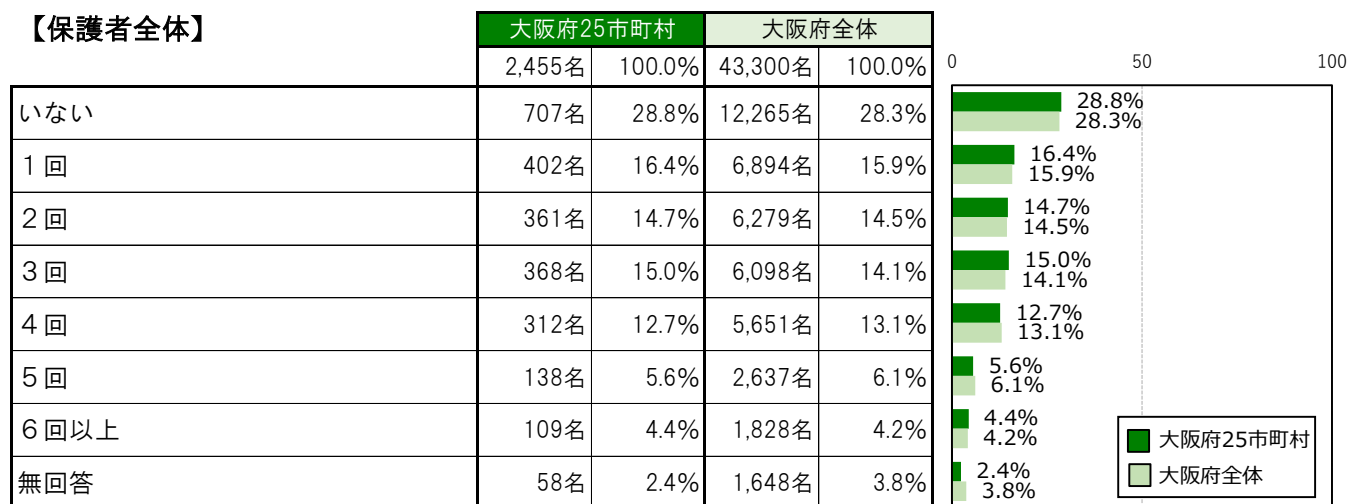 【保護者全体】
大阪府25市町村 大阪府全体
2,455名 100.0% 43,300名 100.0%
いない 707名 28.8% 12,265名 28.3%
１回 402名 16.4% 6,894名 15.9%
２回 361名 14.7% 6,279名 14.5%
３回 368名 15.0% 6,098名 14.1%
４回 312名 12.7% 5,651名 13.1%
５回 138名 5.6% 2,637名 6.1%
６回以上 109名 4.4% 1,828名 4.2%
無回答 58名 2.4% 1,648名 3.8%
0 50 100
28.8%
28.3%
16.4%
15.9%
14.7%
14.5%
15.0%
14.1%
12.7%
13.1%
5.6%
6.1%
4.4%
4.2%
2.4%
3.8%
大阪府25市町村
大阪府全体